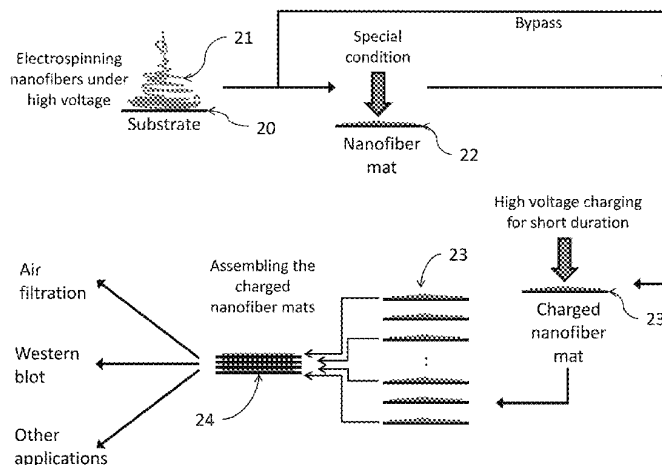 21
Bypass
Electrospinning
nanofibers under
high voltage
Special
condition
Substrate
20
Nanofiber
mat
22
High voltage charging
for short duration
Air
filtration
Assembling the
charged
nanofiber mats
23
Charged
nanofiber
mat
23
Western
blot
:
24
Other
applications